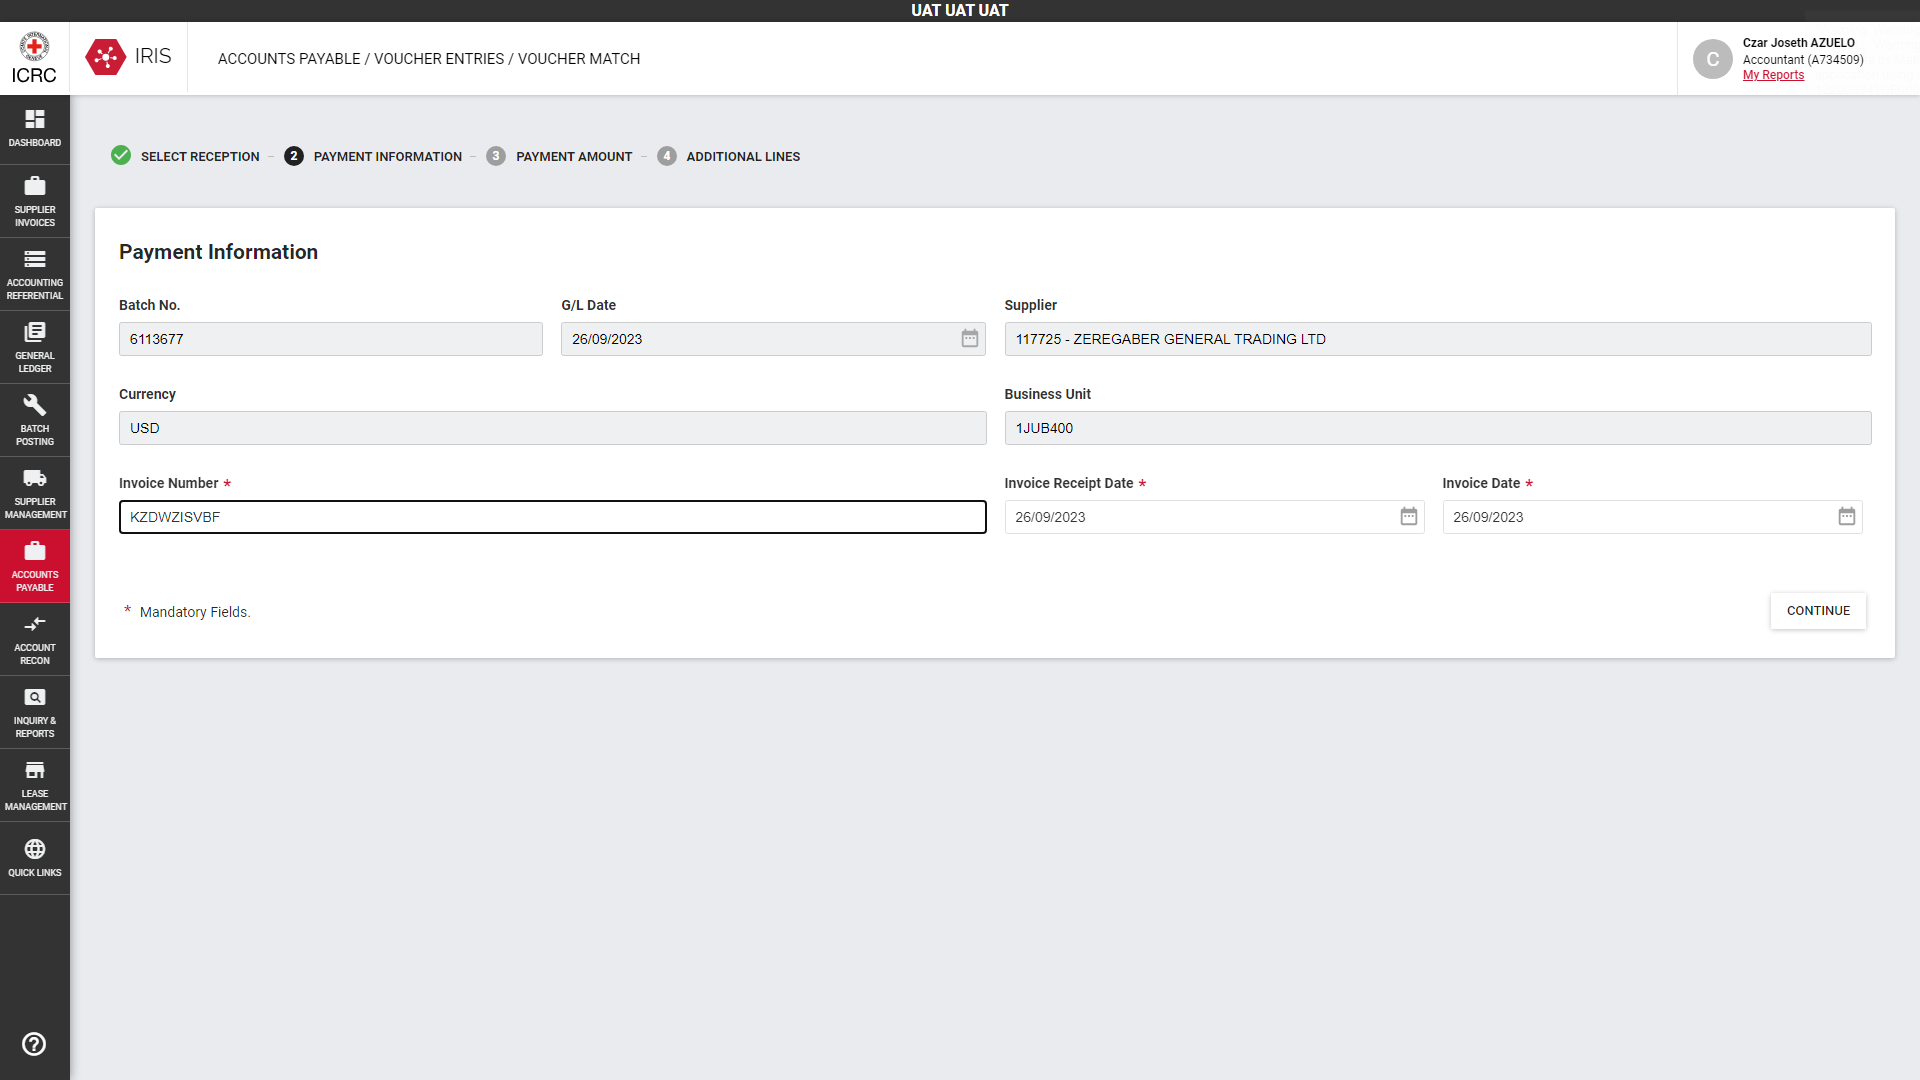 UAT UAT UAT
ICRC
IRIS
ACCOUNTS PAYABLE / VOUCHER ENTRIES / VOUCHER MATCH
C
Czar Joseth AZUELO
Accountant (A734509)
My Reports
DASHBOARD
SUPPLIER
INVOICES
ACCOUNTING
REFERENTIAL
GENERAL
LEDGER
BATCH
POSTING
SUPPLIER
MANAGEMENT
ACCOUNTS
PAYABLE
ACCOUNT
RECON
INQUIRY &
REPORTS
LEASE
MANAGEMENT
QUICK LINKS
SELECT RECEPTION – 2 PAYMENT INFORMATION – 3 PAYMENT AMOUNT – 4 ADDITIONAL LINES
Payment Information
Batch No. G/L Date Supplier
6113677 26/09/2023 117725 - ZEREGABER GENERAL TRADING LTD
Currency Business Unit
USD 1JUB400
Invoice Number * Invoice Receipt Date * Invoice Date *
KZDWZISVBF 26/09/2023 26/09/2023
* Mandatory Fields.
CONTINUE